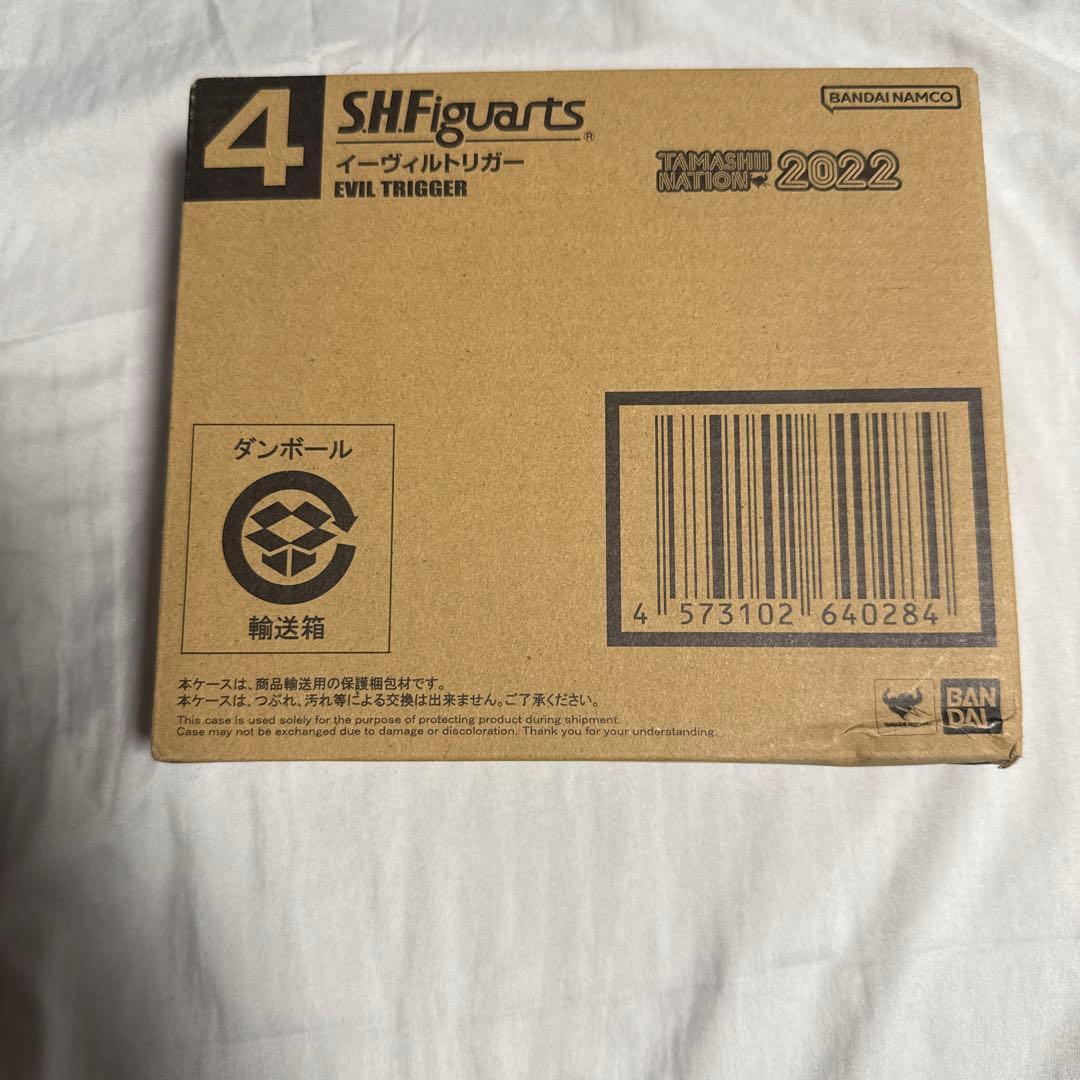 4
S.H.Figuarts®
イーヴィルトリガー
EVIL TRIGGER
BANDAI NAMCO
TAMASHII NATION 2022
ダンボール
輸送箱
4 573102 640284
本ケースは、商品輸送用の保護梱包材です。
本ケースは、つぶれ、汚れ等による交換は出来ません。ご了承ください。
This case is used solely for the purpose of protecting product during shipment.
Case may not be exchanged due to damage or discoloration. Thank you for your understanding.
TAMASHII NATIONS
BAN
DAI